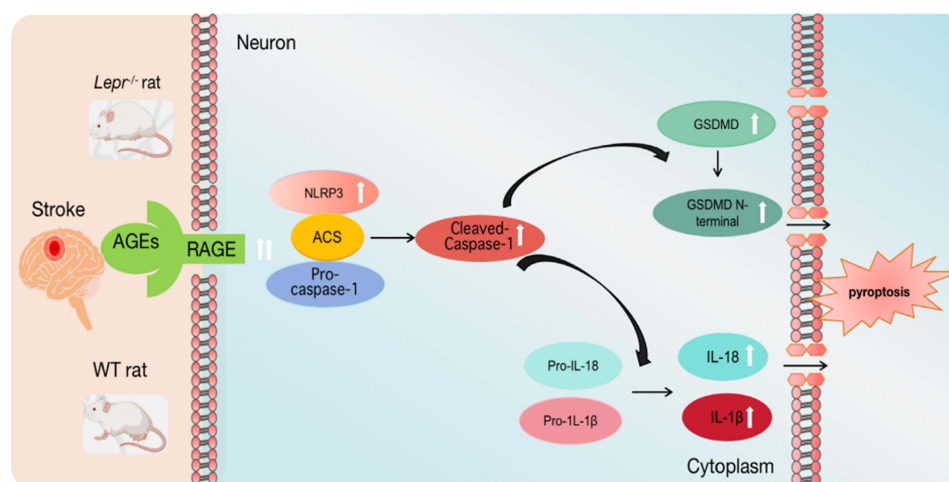 Neuron
Lepr-/- rat
Stroke
AGEs
RAGE
WT rat
NLRP3
ACS
Pro-
caspase-1
Cleaved-
Caspase-1
GSDMD
GSDMD N-
terminal
pyroptosis
Pro-IL-18
Pro-1L-1β
IL-18
IL-1β
Cytoplasm